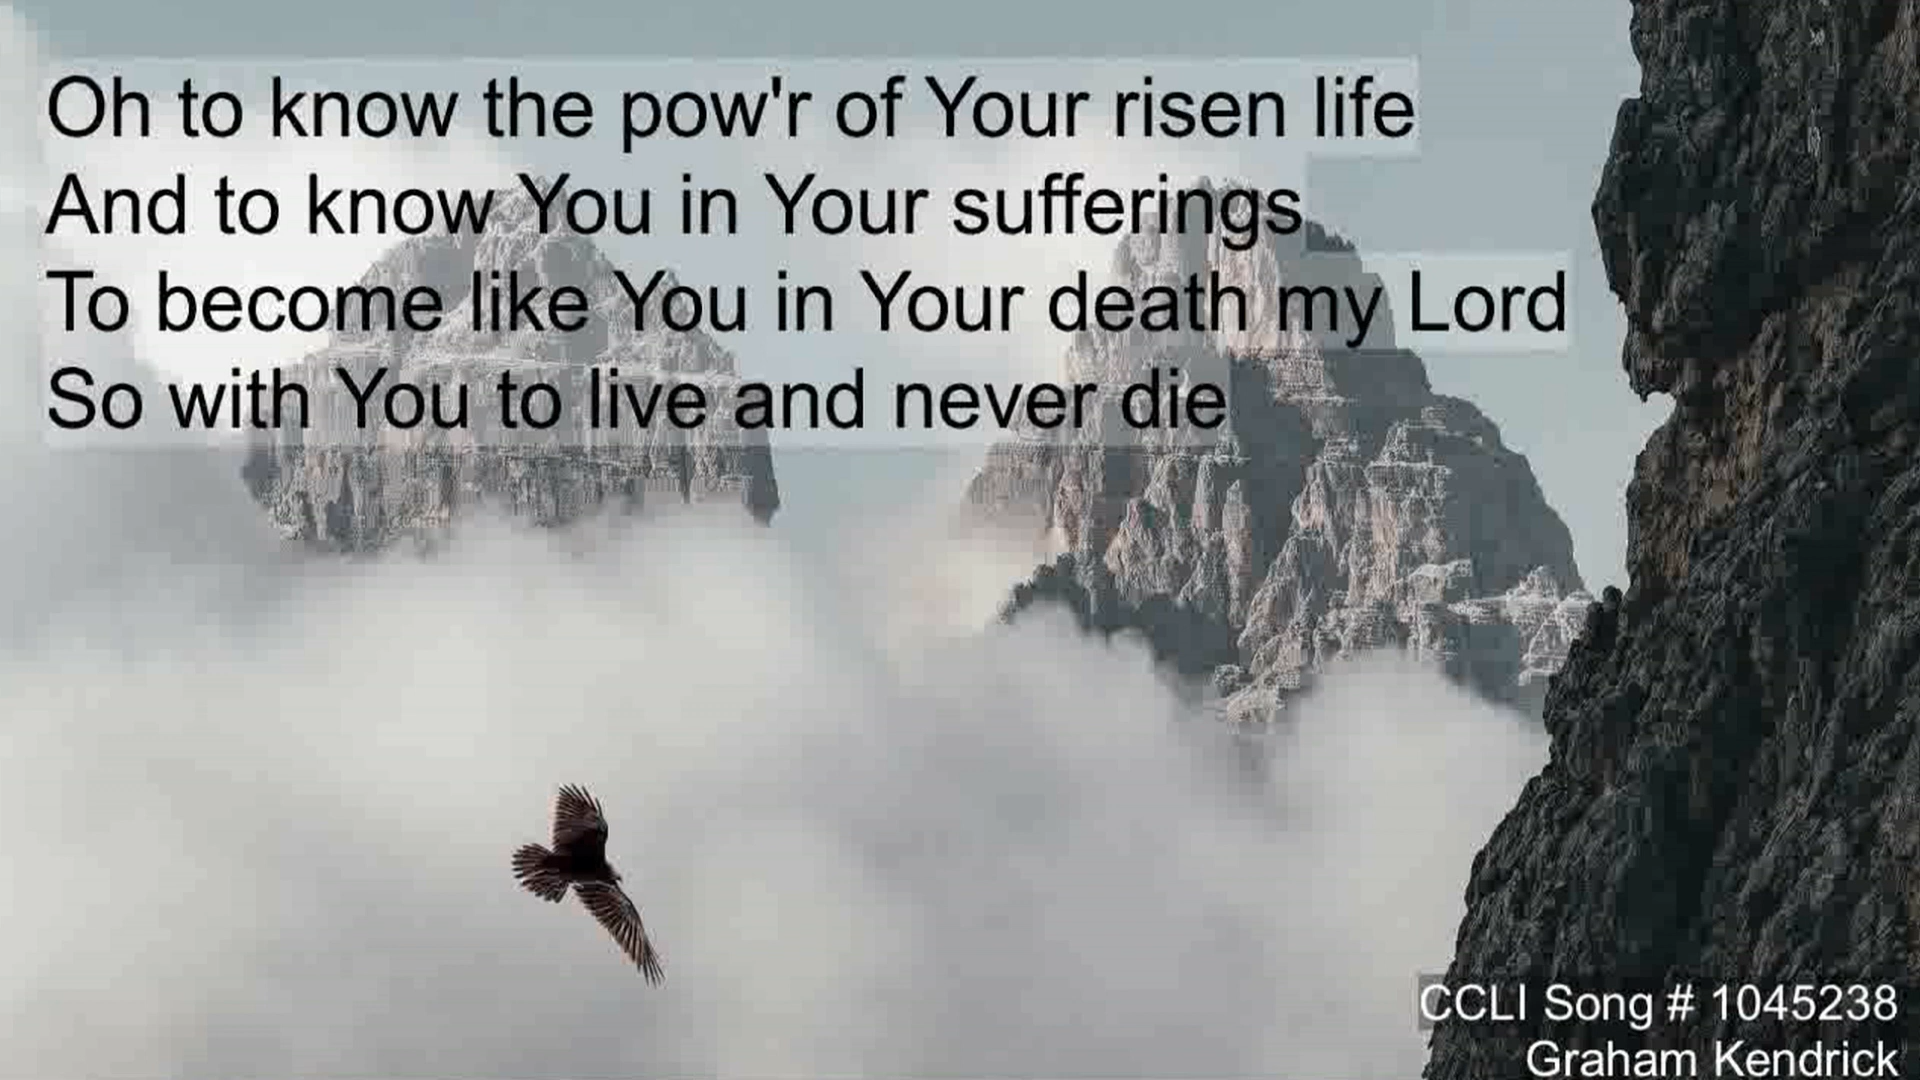 Oh to know the pow'r of Your risen life
And to know You in Your sufferings
To become like You in Your death my Lord
So with You to live and never die
CCLI Song # 1045238
Graham Kendrick